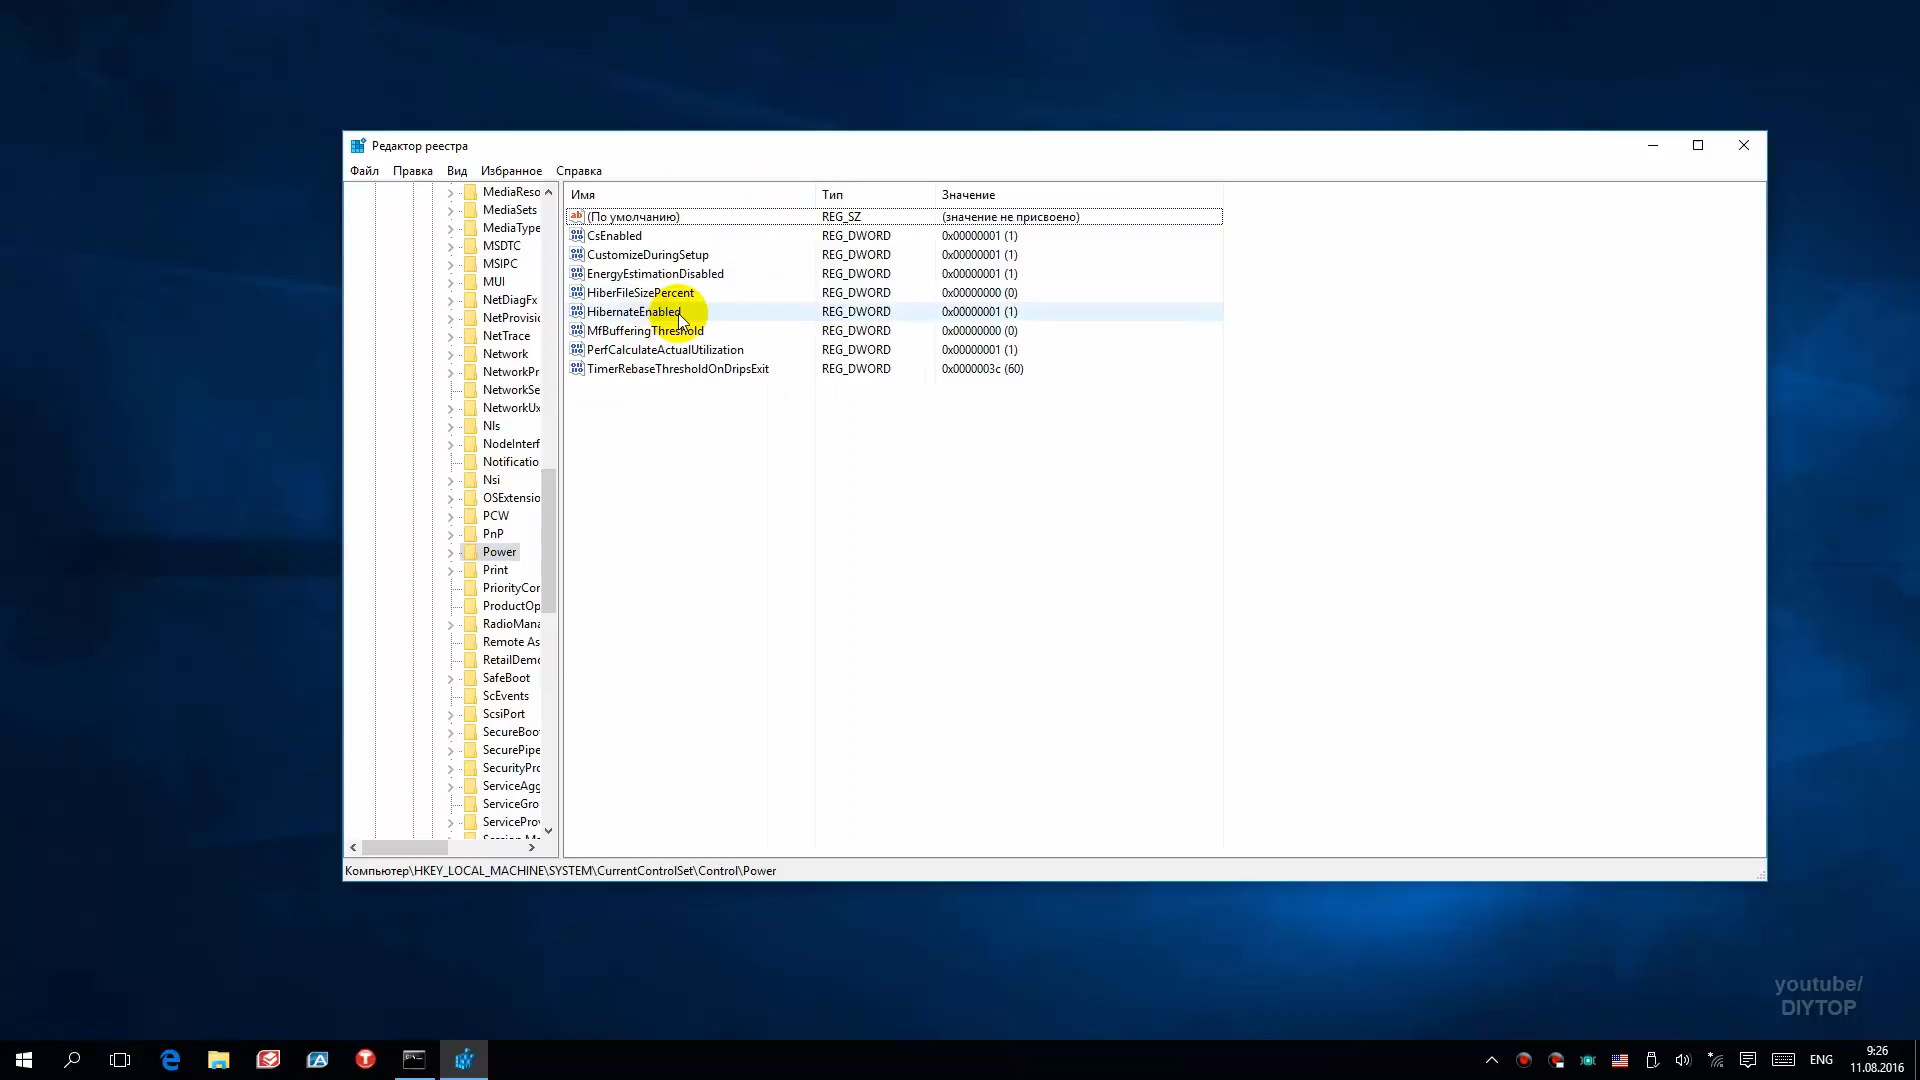 Редактор реестра
Файл Правка Вид Избранное Справка
MediaReso
MediaSets
MediaType
MSDTC
MSIPC
MUI
NetDiagFx
NetProvisio
NetTrace
Network
NetworkPr
NetworkSe
NetworkUx
Nls
NodeInterf
Notificatio
Nsi
OSExtensio
PCW
PnP
Power
Print
PriorityCor
ProductOp
RadioMana
Remote As
RetailDemo
SafeBoot
ScEvents
ScsiPort
SecureBoo
SecurePipe
SecurityPro
ServiceAgg
ServiceGro
ServiceProv
Имя Тип Значение
(По умолчанию) REG_SZ (значение не присвоено)
CsEnabled REG_DWORD 0x00000001 (1)
CustomizeDuringSetup REG_DWORD 0x00000001 (1)
EnergyEstimationDisabled REG_DWORD 0x00000001 (1)
HiberFileSizePercent REG_DWORD 0x00000000 (0)
HibernateEnabled REG_DWORD 0x00000001 (1)
MfBufferingThreshold REG_DWORD 0x00000000 (0)
PerfCalculateActualUtilization REG_DWORD 0x00000001 (1)
TimerRebaseThresholdOnDripsExit REG_DWORD 0x0000003c (60)
Компьютер\HKEY_LOCAL_MACHINE\SYSTEM\CurrentControlSet\Control\Power
youtube/
DIYTOP
ENG
9:26
11.08.2016